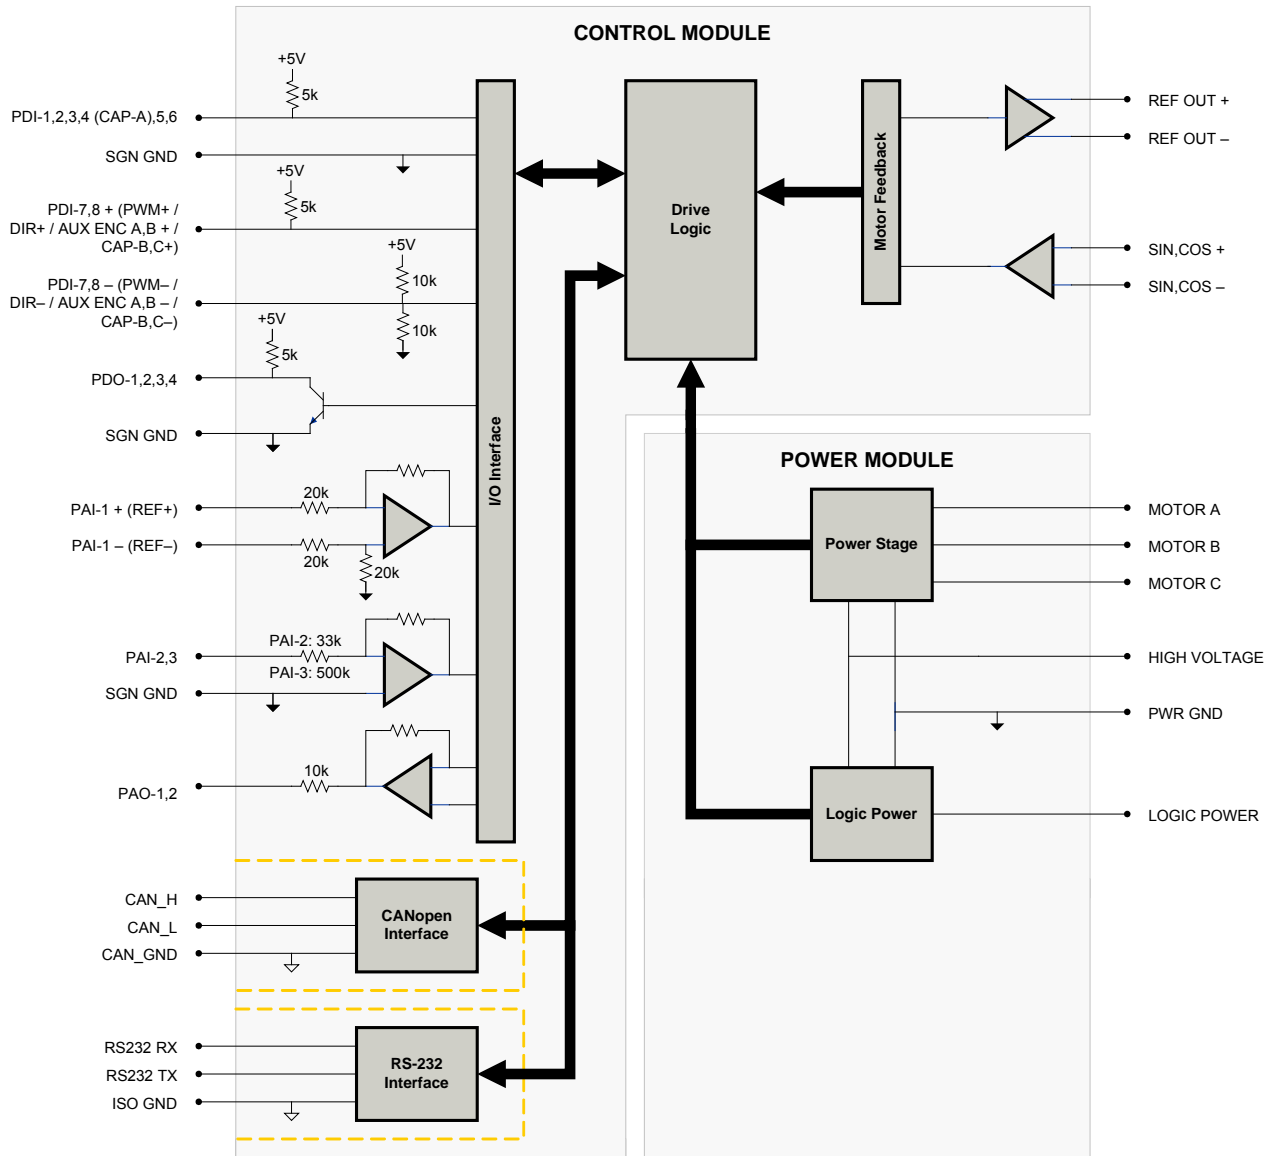 CONTROL MODULE
+5V
5k
PDI-1,2,3,4 (CAP-A),5,6
SGN GND
+5V
5k
PDI-7,8 + (PWM+ /
DIR+ / AUX ENC A,B + /
CAP-B,C+)
+5V
10k
PDI-7,8 – (PWM– /
DIR– / AUX ENC A,B – /
CAP-B,C–)
10k
+5V
5k
PDO-1,2,3,4
SGN GND
20k
PAI-1 + (REF+)
PAI-1 – (REF–)
20k
20k
PAI-2: 33k
PAI-2,3
PAI-3: 500k
SGN GND
10k
PAO-1,2
I/O Interface
CAN_H
CAN_L
CAN_GND
CANopen
Interface
RS232 RX
RS232 TX
ISO GND
RS-232
Interface
Drive
Logic
Motor Feedback
REF OUT +
REF OUT –
SIN,COS +
SIN,COS –
POWER MODULE
Power Stage
MOTOR A
MOTOR B
MOTOR C
HIGH VOLTAGE
PWR GND
Logic Power
LOGIC POWER